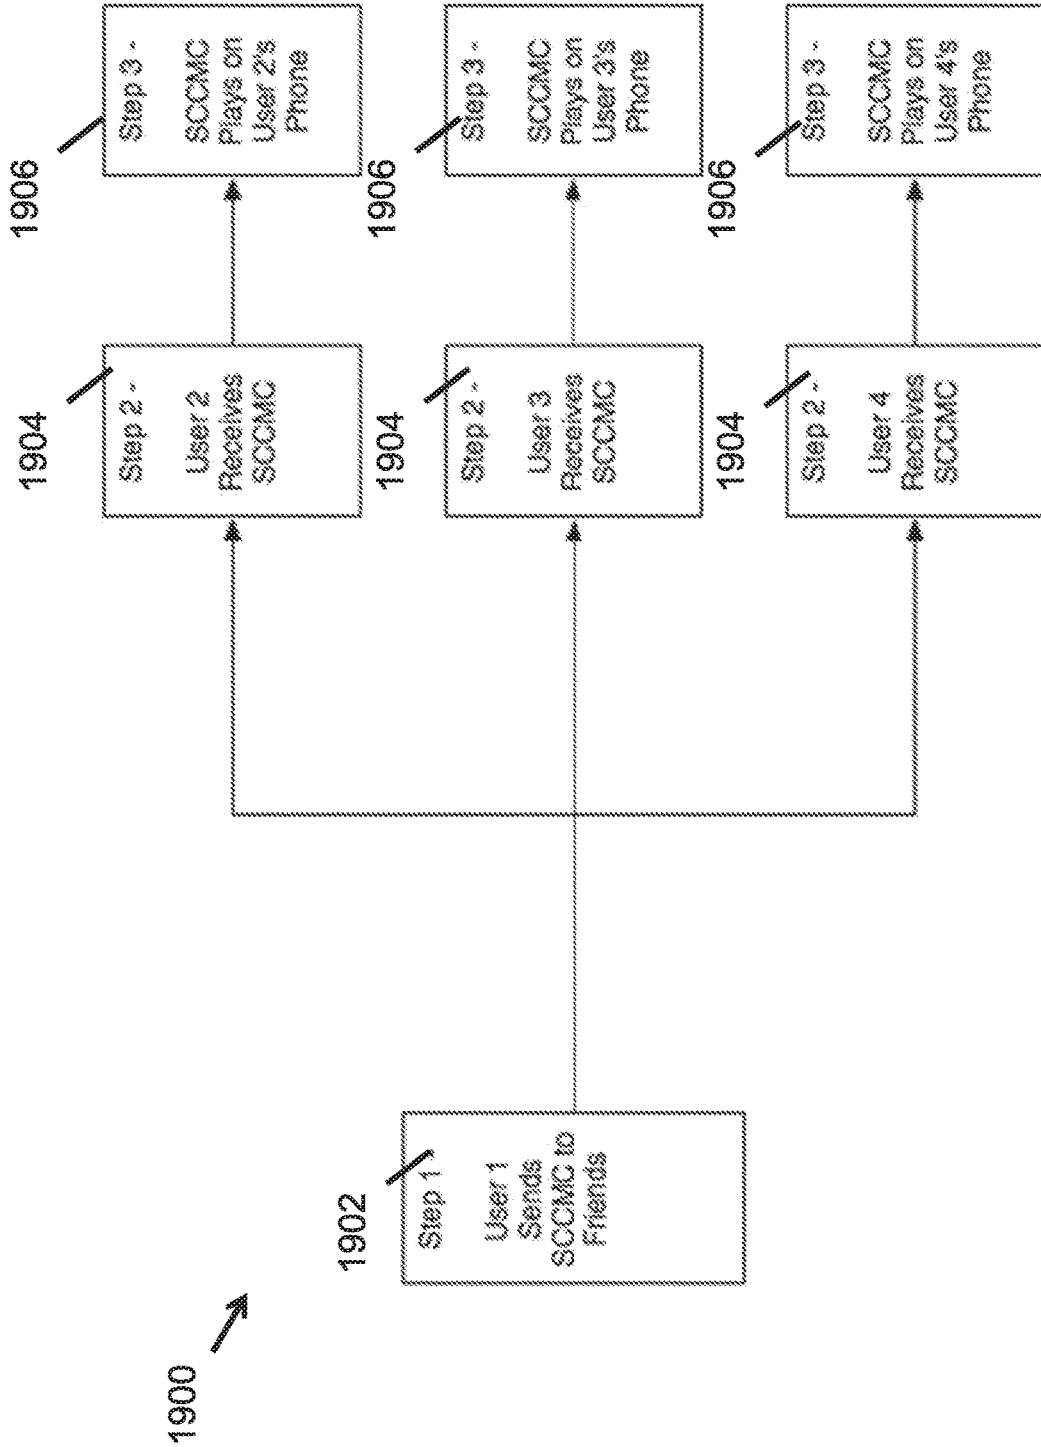 1900
1902
Step 1 -
User 1
Sends
SCCMC to
Friends
1904
Step 2 -
User 2
Receives
SCCMC
1906
Step 3 -
SCCMC
Plays on
User 2's
Phone
1904
Step 2 -
User 3
Receives
SCCMC
1906
Step 3 -
SCCMC
Plays on
User 3's
Phone
1904
Step 2 -
User 4
Receives
SCCMC
1906
Step 3 -
SCCMC
Plays on
User 4's
Phone